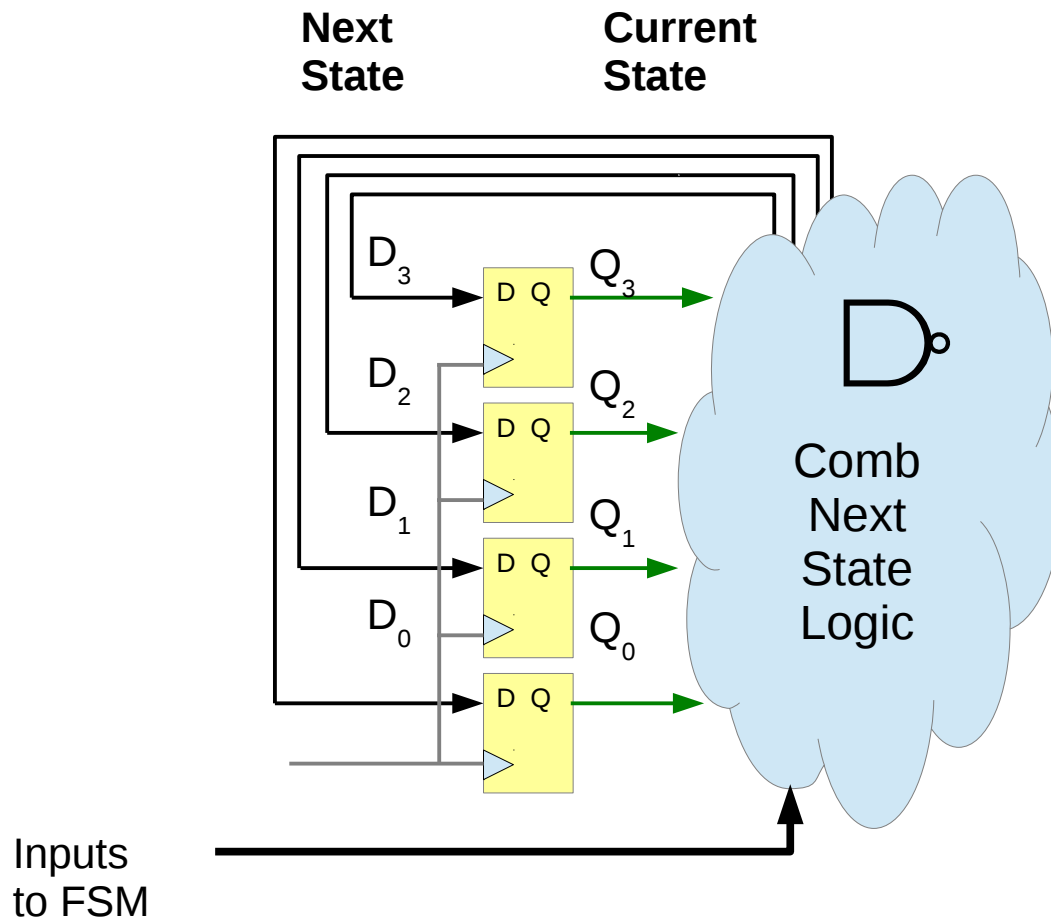 Next
State
Current
State
D3
Q3
D Q
D2
Q2
D Q
D1
Q1
D Q
D0
Q0
D Q
Comb
Next
State
Logic
Inputs
to FSM